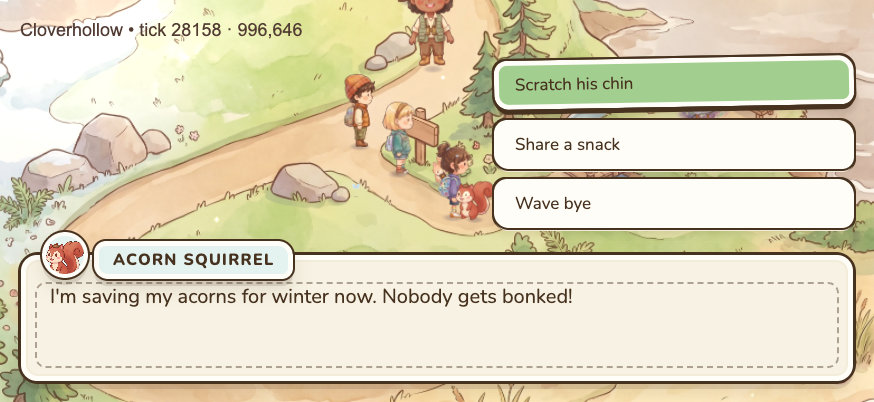 Cloverhollow • tick 28158 · 996,646
Scratch his chin
Share a snack
Wave bye
ACORN SQUIRREL
I'm saving my acorns for winter now. Nobody gets bonked!